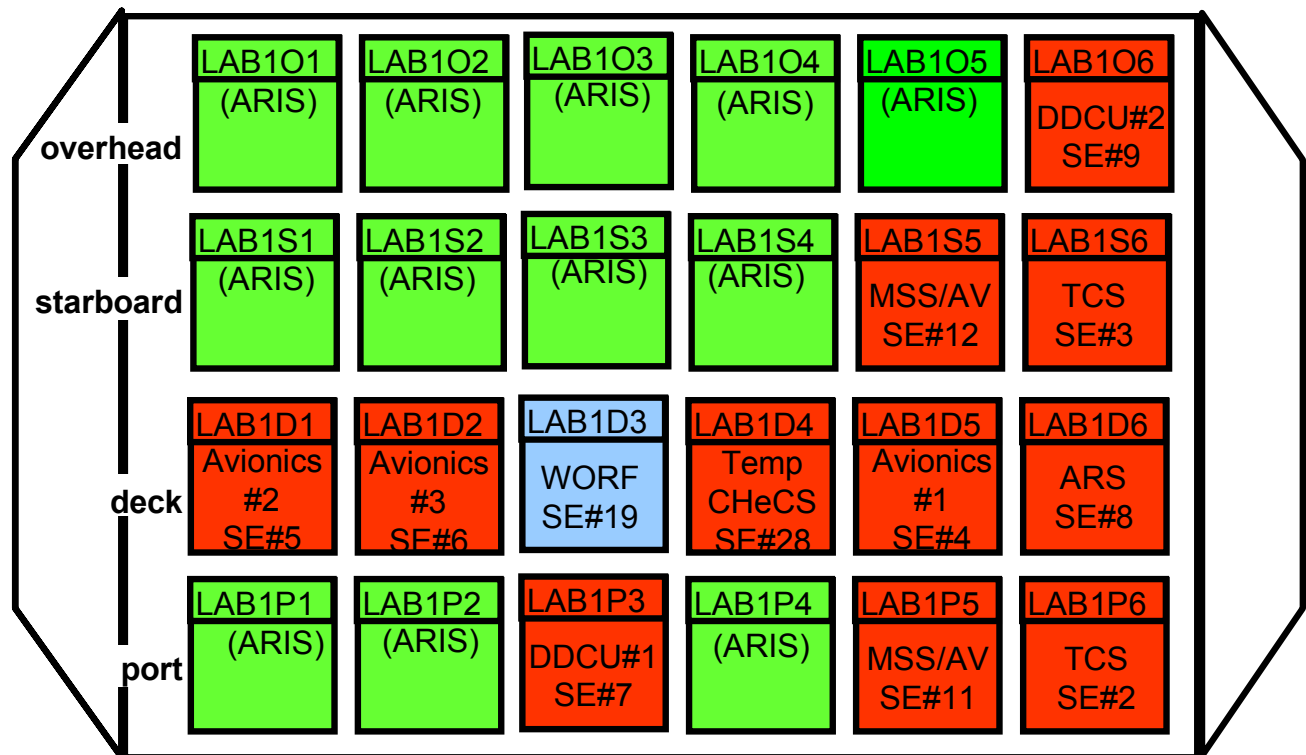 overhead
LAB1O1
(ARIS)
LAB1O2
(ARIS)
LAB1O3
(ARIS)
LAB1O4
(ARIS)
LAB1O5
(ARIS)
LAB1O6
DDCU#2
SE#9
starboard
LAB1S1
(ARIS)
LAB1S2
(ARIS)
LAB1S3
(ARIS)
LAB1S4
(ARIS)
LAB1S5
MSS/AV
SE#12
LAB1S6
TCS
SE#3
deck
LAB1D1
Avionics
#2
SE#5
LAB1D2
Avionics
#3
SE#6
LAB1D3
WORF
SE#19
LAB1D4
Temp
CHeCS
SE#28
LAB1D5
Avionics
#1
SE#4
LAB1D6
ARS
SE#8
port
LAB1P1
(ARIS)
LAB1P2
(ARIS)
LAB1P3
DDCU#1
SE#7
LAB1P4
(ARIS)
LAB1P5
MSS/AV
SE#11
LAB1P6
TCS
SE#2